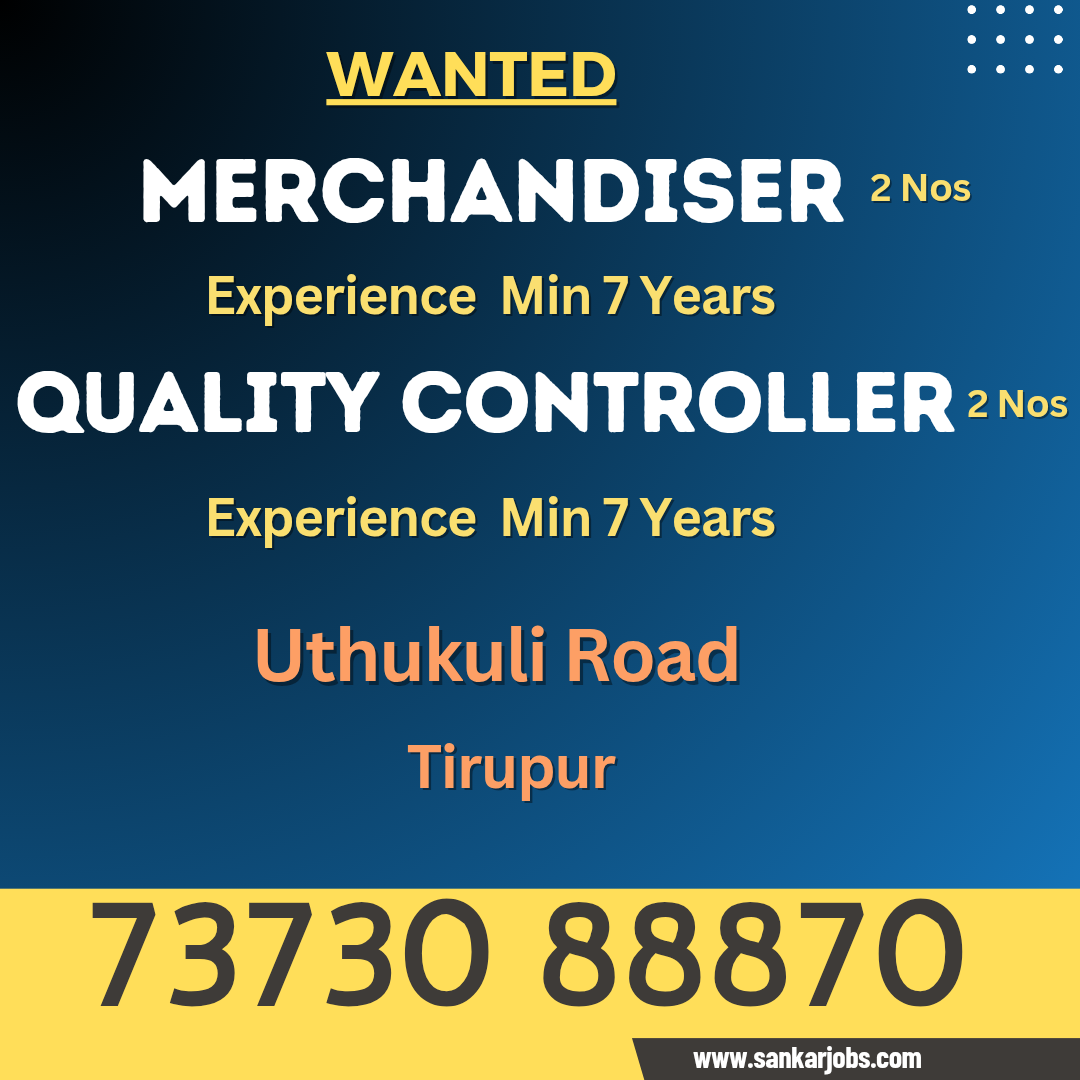 WANTED
MERCHANDISER 2 Nos
Experience Min 7 Years
QUALITY CONTROLLER 2 Nos
Experience Min 7 Years
Uthukuli Road
Tirupur
73730 88870
www.sankarjobs.com